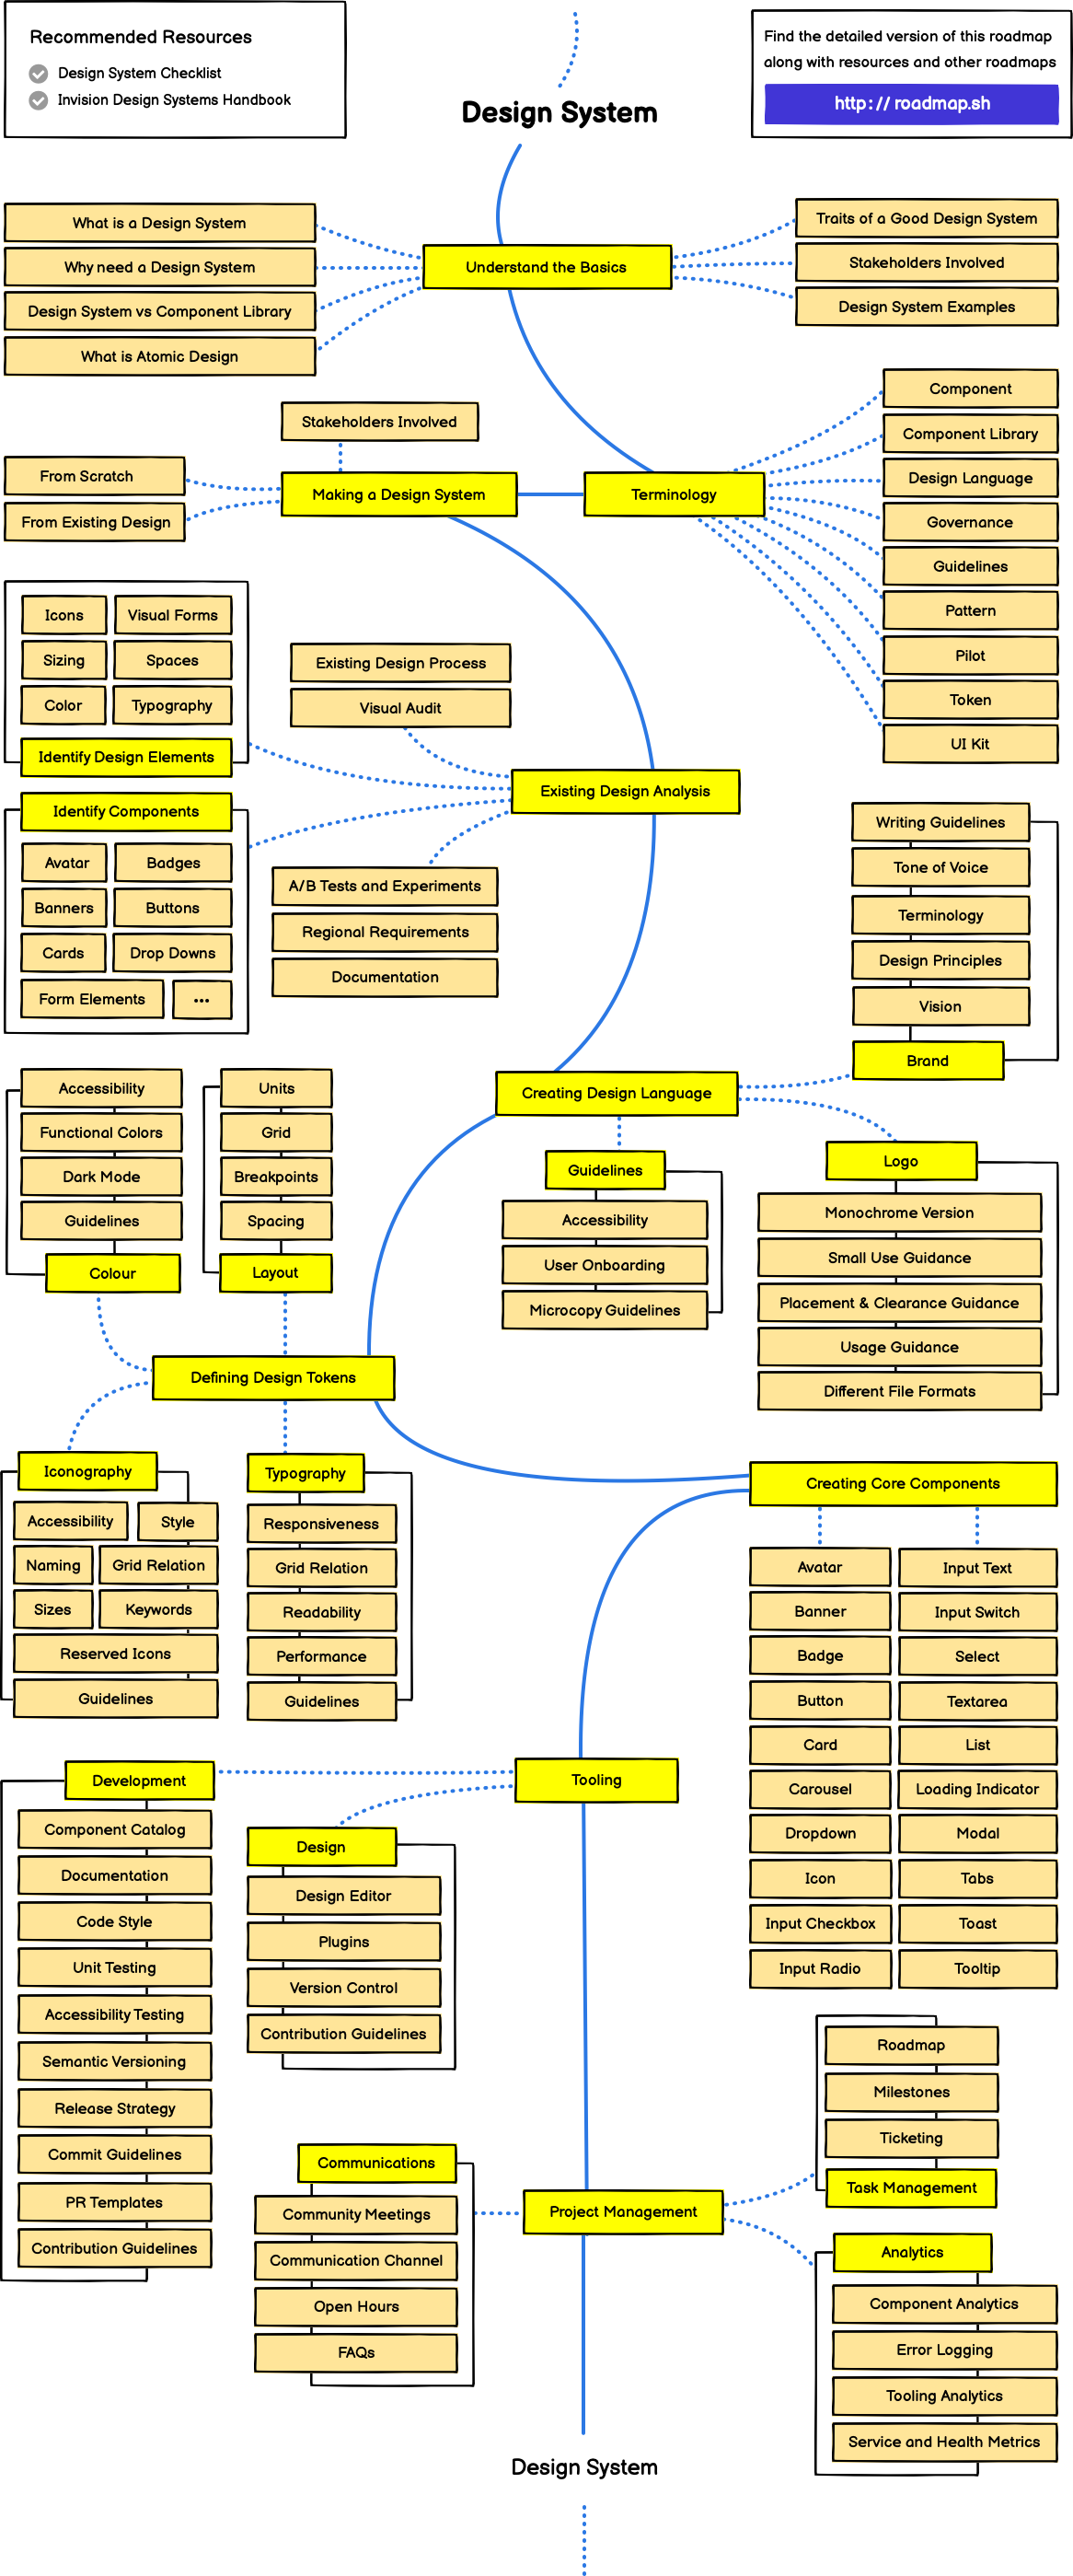 Recommended Resources
Design System Checklist
Invision Design Systems Handbook
Design System
Find the detailed version of this roadmap
along with resources and other roadmaps
http://roadmap.sh
What is a Design System
Why need a Design System
Design System vs Component Library
What is Atomic Design
Understand the Basics
Traits of a Good Design System
Stakeholders Involved
Design System Examples
Component
Component Library
Design Language
Governance
Guidelines
Pattern
Pilot
Token
UI Kit
Terminology
Stakeholders Involved
Making a Design System
From Scratch
From Existing Design
Icons
Visual Forms
Sizing
Spaces
Color
Typography
Identify Design Elements
Identify Components
Avatar
Badges
Banners
Buttons
Cards
Drop Downs
Form Elements
...
Existing Design Process
Visual Audit
Existing Design Analysis
A/B Tests and Experiments
Regional Requirements
Documentation
Writing Guidelines
Tone of Voice
Terminology
Design Principles
Vision
Brand
Creating Design Language
Guidelines
Accessibility
User Onboarding
Microcopy Guidelines
Logo
Monochrome Version
Small Use Guidance
Placement & Clearance Guidance
Usage Guidance
Different File Formats
Accessibility
Functional Colors
Dark Mode
Guidelines
Colour
Units
Grid
Breakpoints
Spacing
Layout
Defining Design Tokens
Iconography
Accessibility
Style
Naming
Grid Relation
Sizes
Keywords
Reserved Icons
Guidelines
Typography
Responsiveness
Grid Relation
Readability
Performance
Guidelines
Creating Core Components
Avatar
Banner
Badge
Button
Card
Carousel
Dropdown
Icon
Input Checkbox
Input Radio
Input Text
Input Switch
Select
Textarea
List
Loading Indicator
Modal
Tabs
Toast
Tooltip
Tooling
Development
Component Catalog
Documentation
Code Style
Unit Testing
Accessibility Testing
Semantic Versioning
Release Strategy
Commit Guidelines
PR Templates
Contribution Guidelines
Design
Design Editor
Plugins
Version Control
Contribution Guidelines
Roadmap
Milestones
Ticketing
Task Management
Project Management
Communications
Community Meetings
Communication Channel
Open Hours
FAQs
Analytics
Component Analytics
Error Logging
Tooling Analytics
Service and Health Metrics
Design System